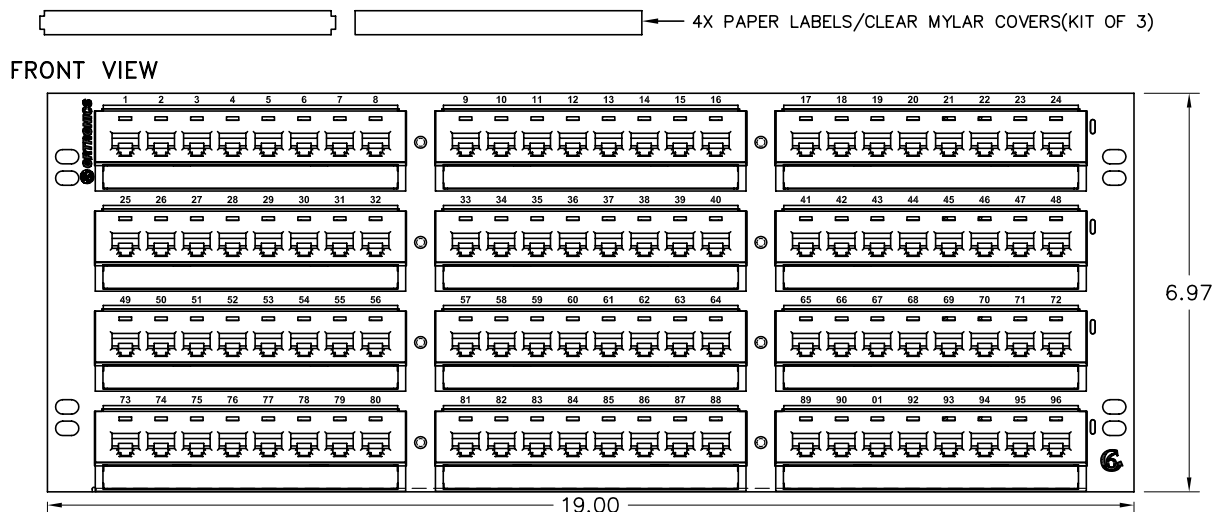 4X PAPER LABELS/CLEAR MYLAR COVERS(KIT OF 3)
FRONT VIEW
1 2 3 4 5 6 7 8 9 10 11 12 13 14 15 16 17 18 19 20 21 22 23 24
ORTRONICS
25 26 27 28 29 30 31 32 33 34 35 36 37 38 39 40 41 42 43 44 45 46 47 48
6.97
49 50 51 52 53 54 55 56 57 58 59 60 61 62 63 64 65 66 67 68 69 70 71 72
73 74 75 76 77 78 79 80 81 82 83 84 85 86 87 88 89 90 01 92 93 94 95 96
6
19.00